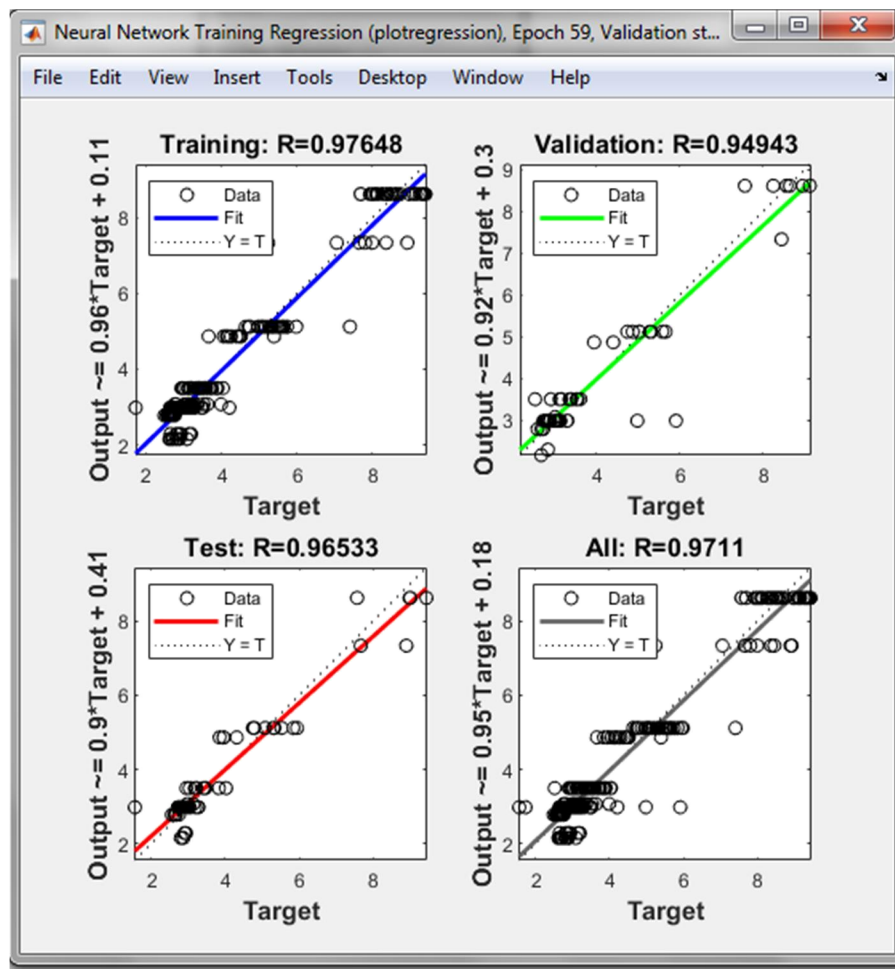 Neural Network Training Regression (plotregression), Epoch 59, Validation st...
File Edit View Insert Tools Desktop Window Help
Training: R=0.97648
Output ~= 0.96*Target + 0.11
Data
Fit
Y = T
8
6
4
2
2 4 6 8
Target
Validation: R=0.94943
Output ~= 0.92*Target + 0.3
Data
Fit
Y = T
9
8
7
6
5
4
3
4 6 8
Target
Test: R=0.96533
Output ~= 0.9*Target + 0.41
Data
Fit
Y = T
8
6
4
2
2 4 6 8
Target
All: R=0.9711
Output ~= 0.95*Target + 0.18
Data
Fit
Y = T
8
6
4
2
2 4 6 8
Target